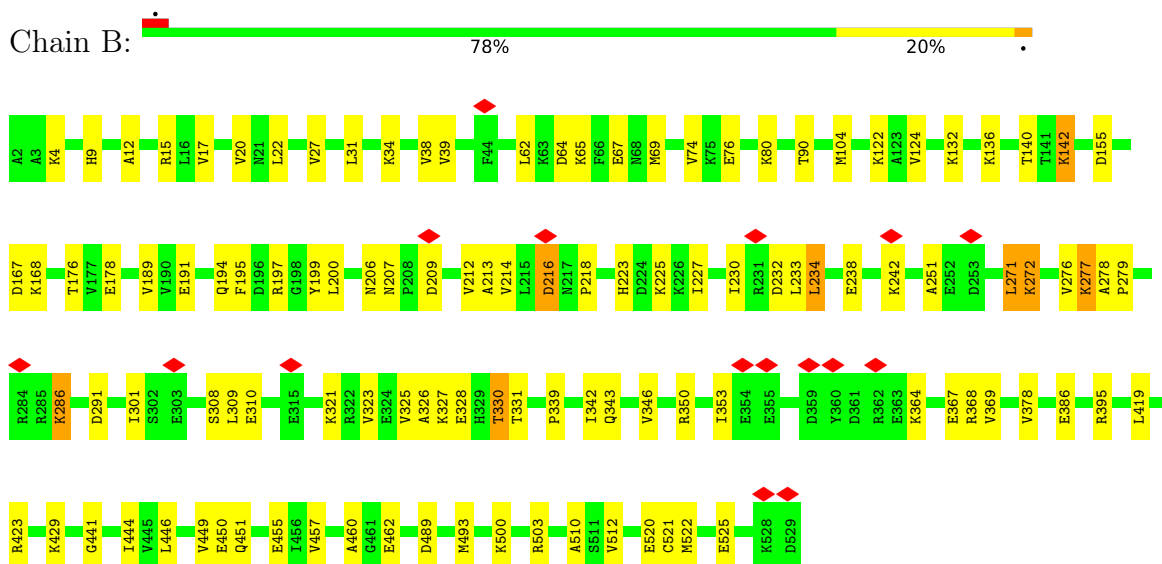 Chain B:
78% 20%
A2 A3 K4 H9 A12 R15 L16 V17 V20 N21 L22 V27 L31 K34 V38 V39 F44 L62 K63 D64 K65 F66 E67 N68 M69 V74 K75 E76 K80 T90 M104 K122 A123 V124 K132 K136 T140 T141 K142 D155
D167 K168 T176 V177 E178 V189 V190 E191 Q194 F195 D196 R197 G198 Y199 L200 N206 N207 P208 D209 V212 A213 V214 L215 D216 N217 P218 H223 D224 K225 K226 I227 I230 R231 D232 L233 L234 E238 K242 A251 E252 D253 L271 K272 V276 K277 A278 P279
R284 R285 K286 D291 I301 S302 E303 S308 L309 E310 E315 K321 R322 V323 E324 V325 A326 K327 E328 H329 T330 T331 P339 I342 Q343 V346 R350 I353 E354 E355 D359 Y360 D361 R362 E363 K364 E367 R368 V369 V378 E386 R395 L419
R423 K429 G441 I444 V445 L446 V449 E450 Q451 E455 I456 V457 A460 G461 E462 D489 M493 K500 R503 A510 S511 V512 E520 C521 M522 E525 K528 D529